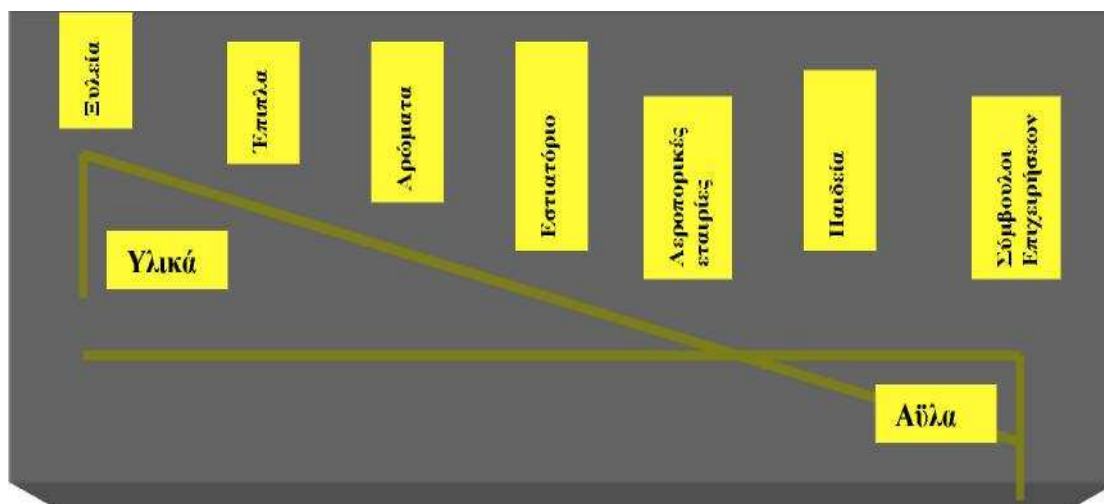 Ξυλεία
Έπιπλα
Αρώματα
Εστιατόριο
Αεροπορικές
εταιρίες
Παιδεία
Σύμβουλοι
Επιχειρήσεων
Υλικά
Αϋλα